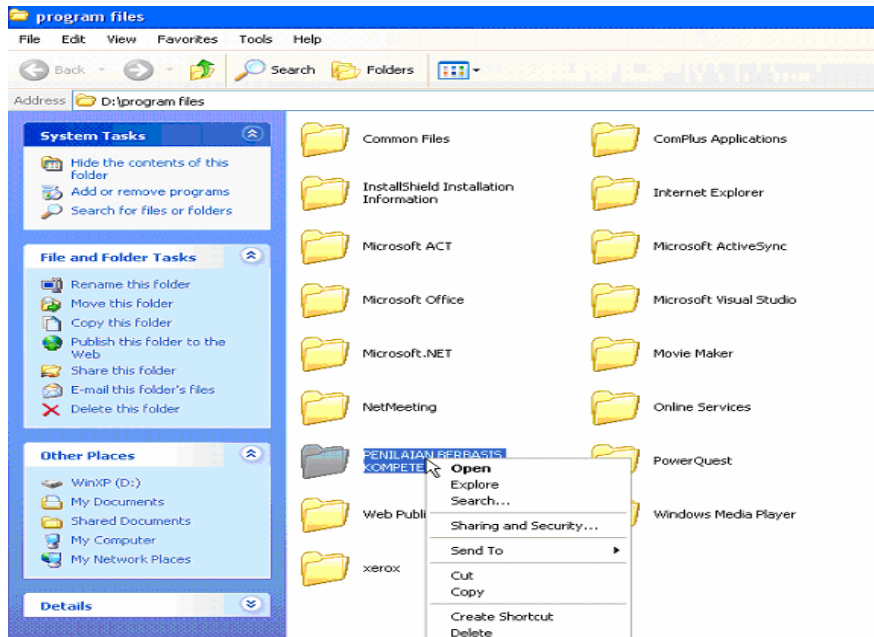 program files
File Edit View Favorites Tools Help
Back Search Folders
Address D:\program files
System Tasks
Hide the contents of this
folder
Add or remove programs
Search for files or folders
File and Folder Tasks
Rename this folder
Move this folder
Copy this folder
Publish this folder to the
Web
Share this folder
E-mail this folder's files
Delete this folder
Other Places
WinXP (D:)
My Documents
Shared Documents
My Computer
My Network Places
Details
Common Files
ComPlus Applications
InstallShield Installation
Information
Internet Explorer
Microsoft ACT
Microsoft ActiveSync
Microsoft Office
Microsoft Visual Studio
Microsoft.NET
Movie Maker
NetMeeting
Online Services
PENILAIAN BERBASIS
KOMPETE
PowerQuest
Web Publi
Windows Media Player
xerox
Open
Explore
Search...
Sharing and Security...
Send To
Cut
Copy
Create Shortcut
Delete